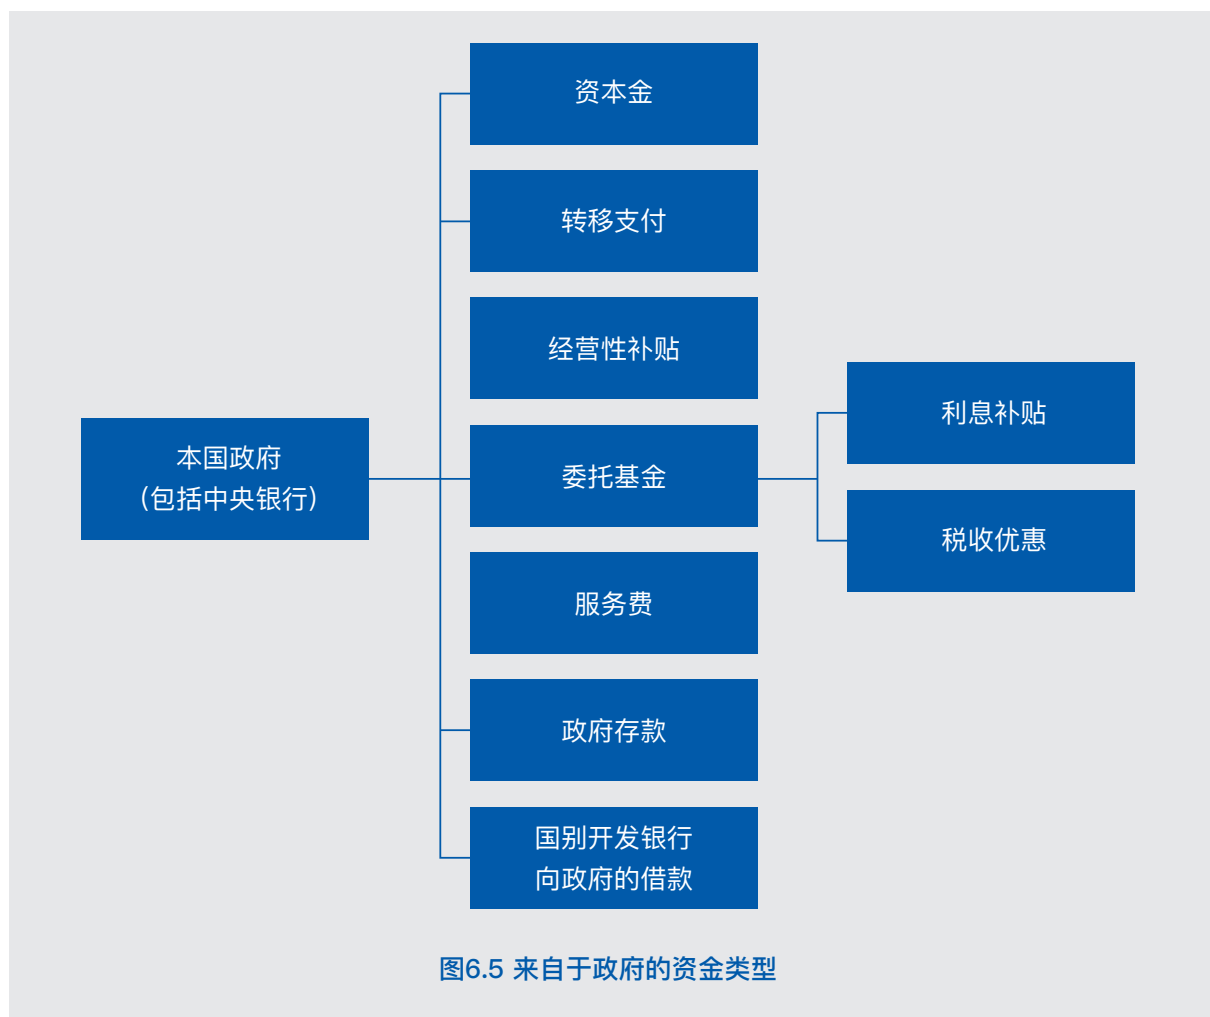 资本金
转移支付
经营性补贴
本国政府
（包括中央银行）
委托基金
利息补贴
税收优惠
服务费
政府存款
国别开发银行
向政府的借款
图6.5 来自于政府的资金类型